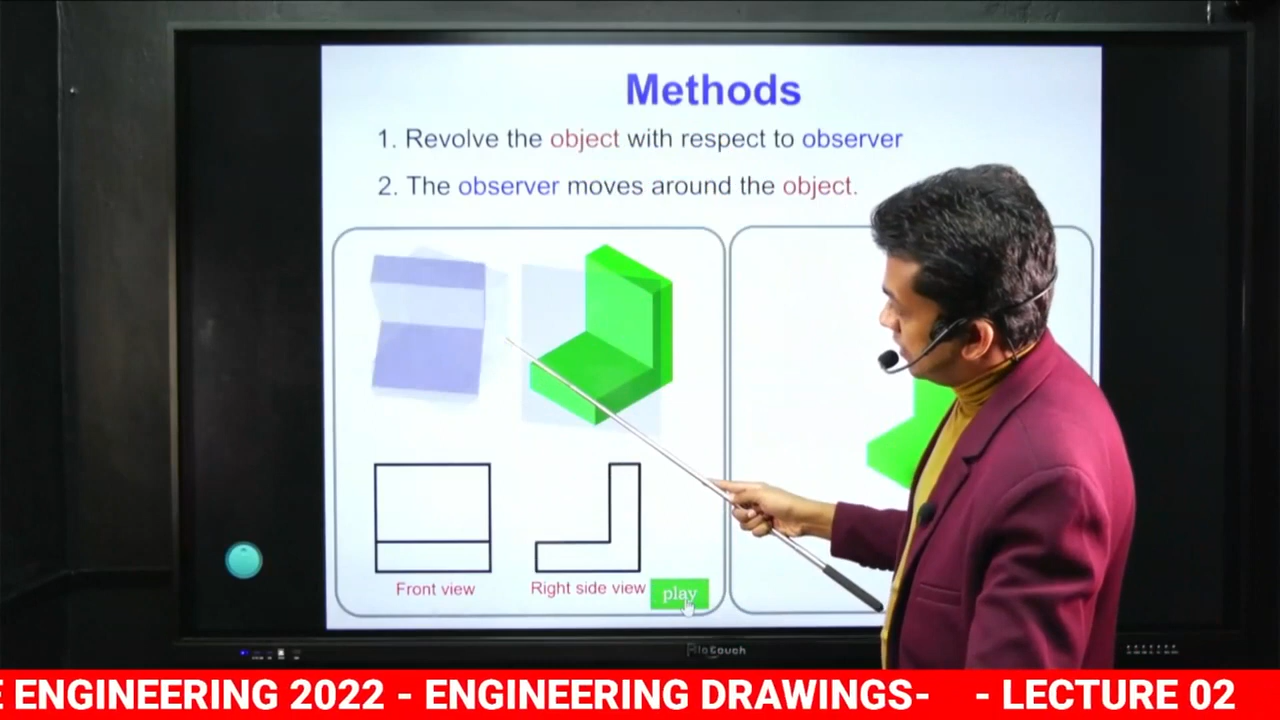 Methods
1. Revolve the object with respect to observer
2. The observer moves around the object.
Front view
Right side view
play
E ENGINEERING 2022 - ENGINEERING DRAWINGS- - LECTURE 02